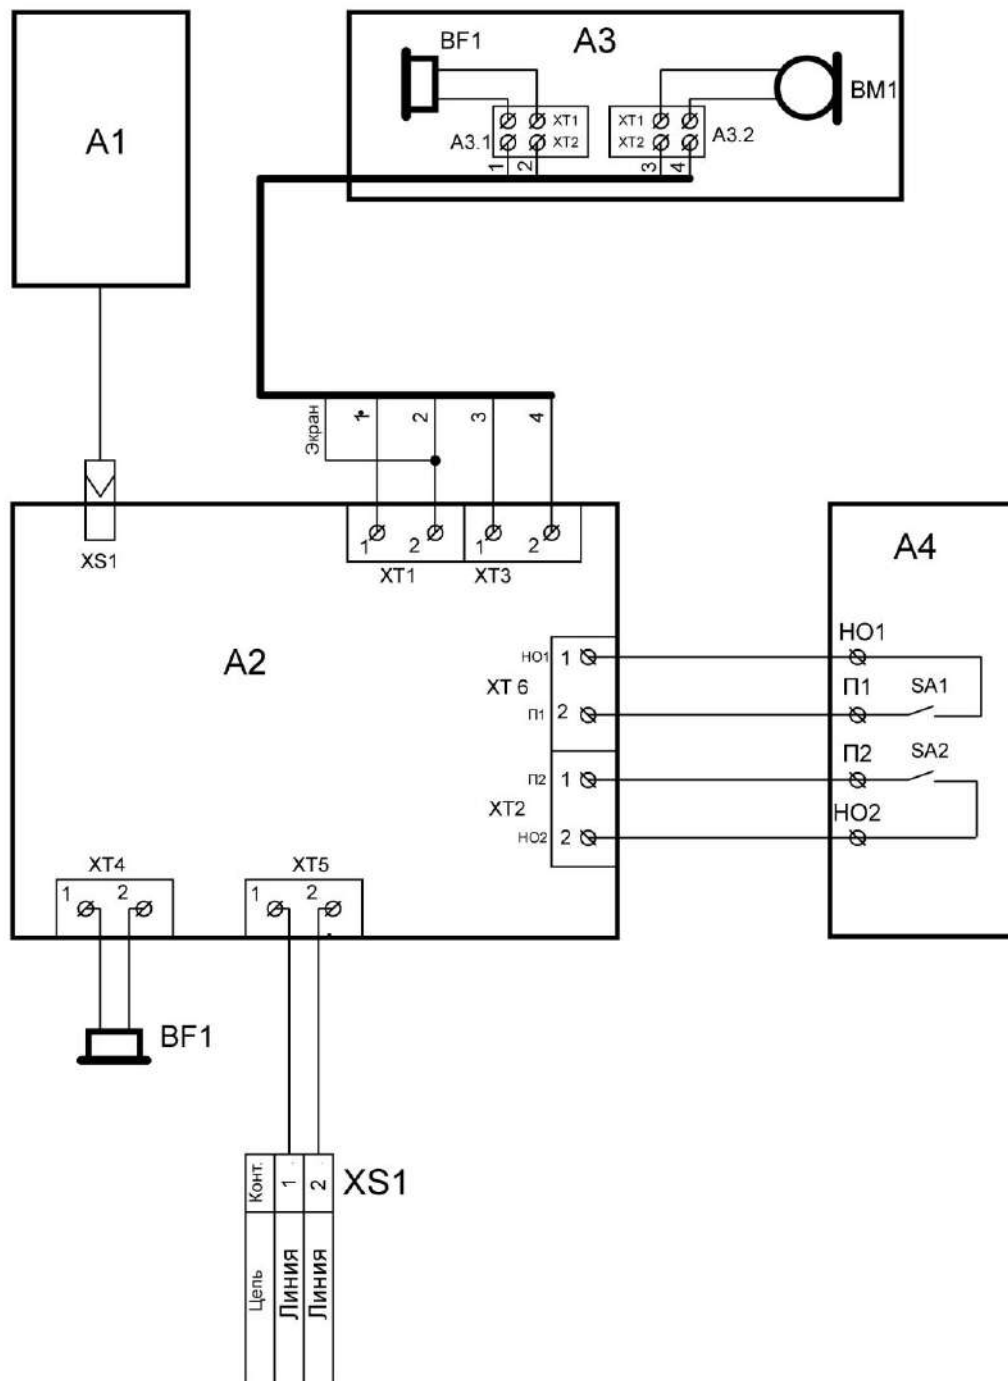 A1
A3
BF1
BM1
A3.1
XT1
XT2
XT1
XT2
A3.2
1
2
3
4
Экран
1
2
3
4
XS1
1
2
1
2
XT1
XT3
A2
A4
НО1
1
XT 6
П1
2
П2
1
XT2
НО2
2
НО1
П1
SA1
П2
SA2
НО2
XT4
1
2
XT5
1
2
BF1
Конт.
1
2
XS1
Цепь
Линия
Линия